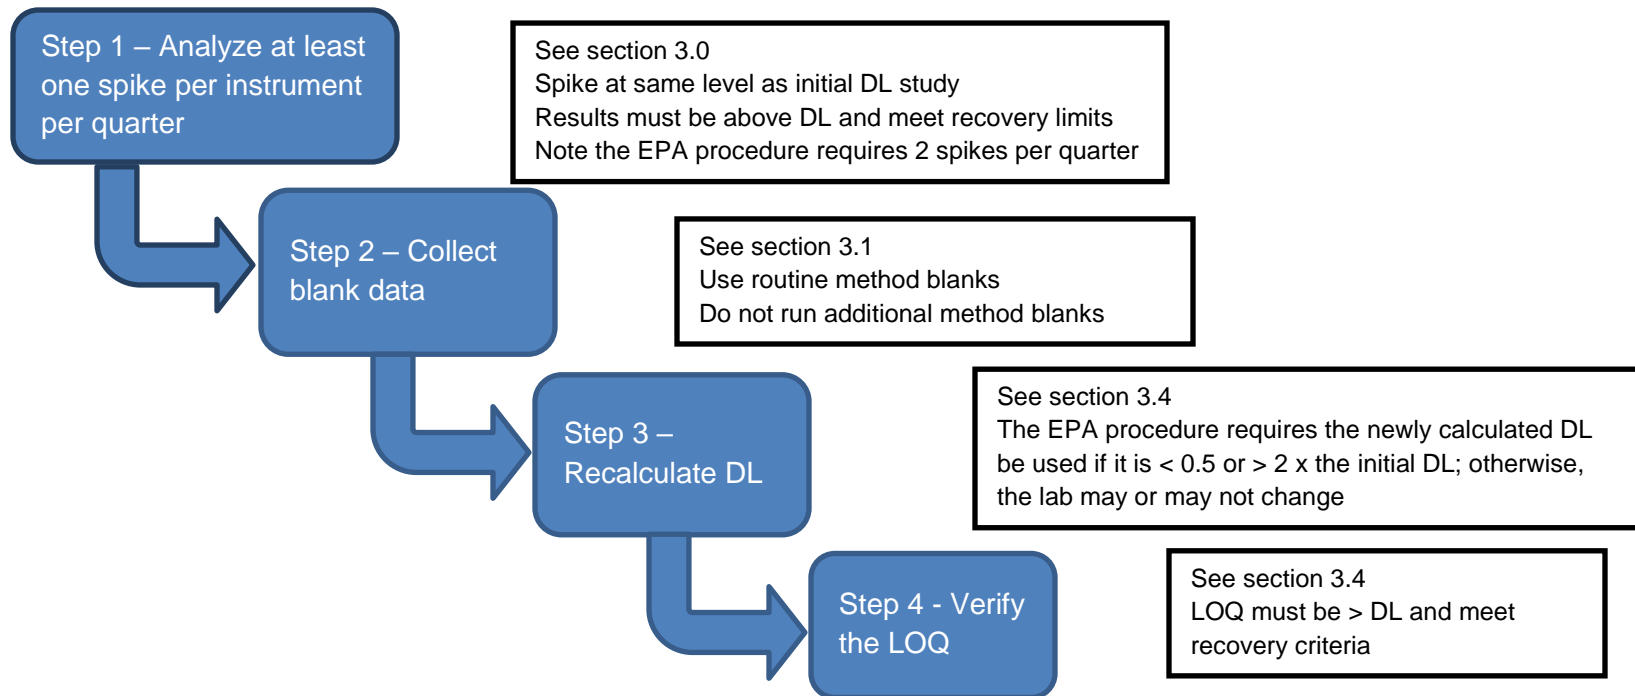 Step 1 – Analyze at least
one spike per instrument
per quarter
See section 3.0
Spike at same level as initial DL study
Results must be above DL and meet recovery limits
Note the EPA procedure requires 2 spikes per quarter
Step 2 – Collect
blank data
See section 3.1
Use routine method blanks
Do not run additional method blanks
Step 3 –
Recalculate DL
See section 3.4
The EPA procedure requires the newly calculated DL
be used if it is < 0.5 or > 2 x the initial DL; otherwise,
the lab may or may not change
Step 4 - Verify
the LOQ
See section 3.4
LOQ must be > DL and meet
recovery criteria